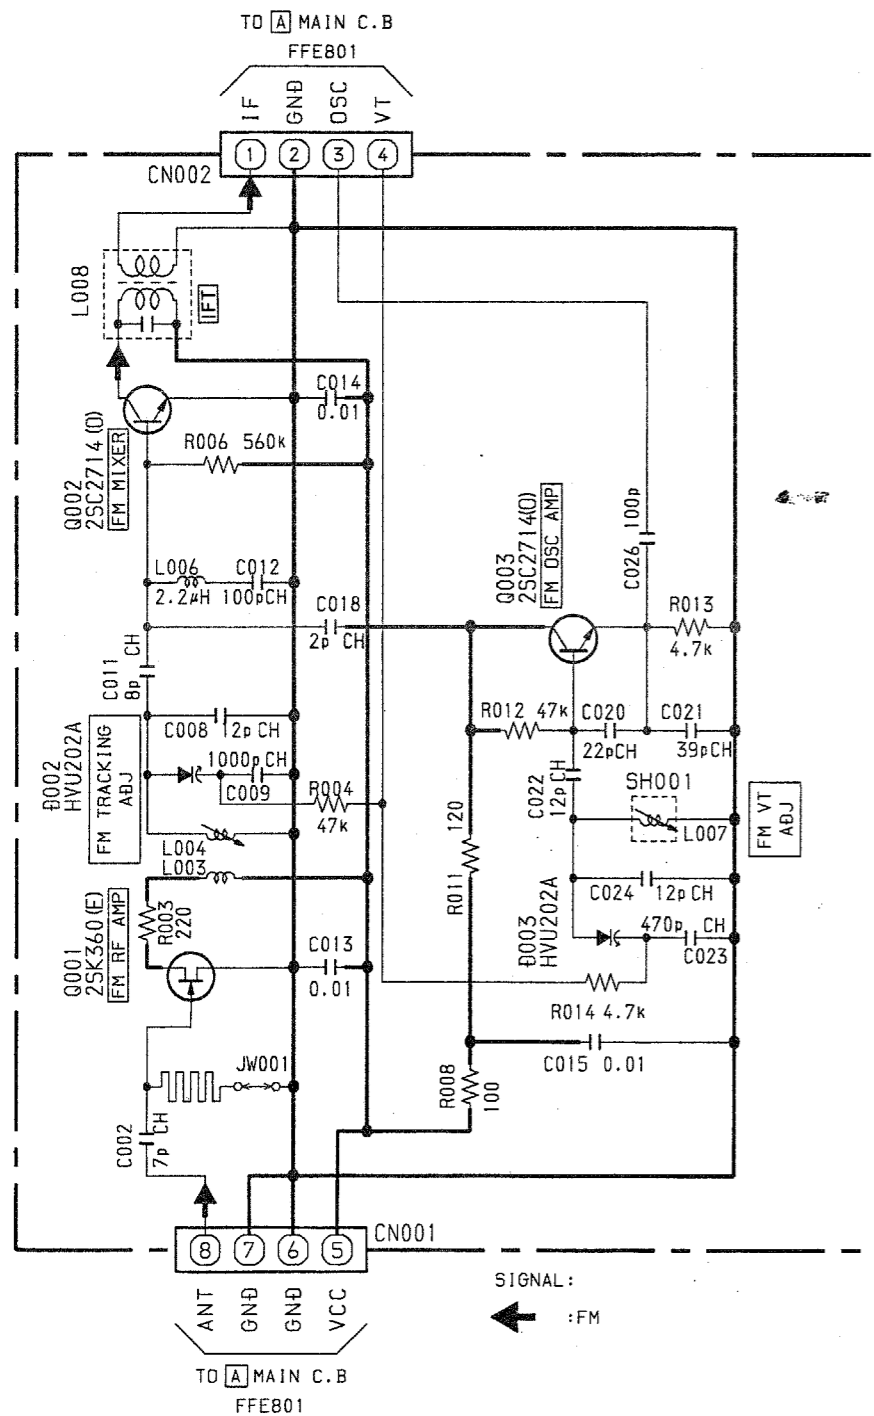 TO A MAIN C.B
FFE801
IF
GND
OSC
VT
1
2
3
4
CN002
L008
IFT
C014
0.01
R006 560k
Q002
2SC2714(O)
FM MIXER
L006
2.2μH
C012
100pCH
C018
2p CH
Q003
2SC2714(O)
FM OSC AMP
C026 100p
R013
4.7k
C011
8p CH
C008
2p CH
R012 47k
C020
22pCH
C021
39pCH
D002
HVU202A
FM TRACKING
ADJ
1000p CH
C009
R004
47k
C022
12p CH
SH001
L007
FM VT
ADJ
L004
L003
R011
120
C024
12p CH
R003
220
Q001
2SK360(E)
FM RF AMP
C013
0.01
D003
HVU202A
470p CH
C023
R014 4.7k
JW001
C015 0.01
R008
100
C002
7p CH
CN001
8
7
6
5
ANT
GND
GND
VCC
SIGNAL:
:FM
TO A MAIN C.B
FFE801